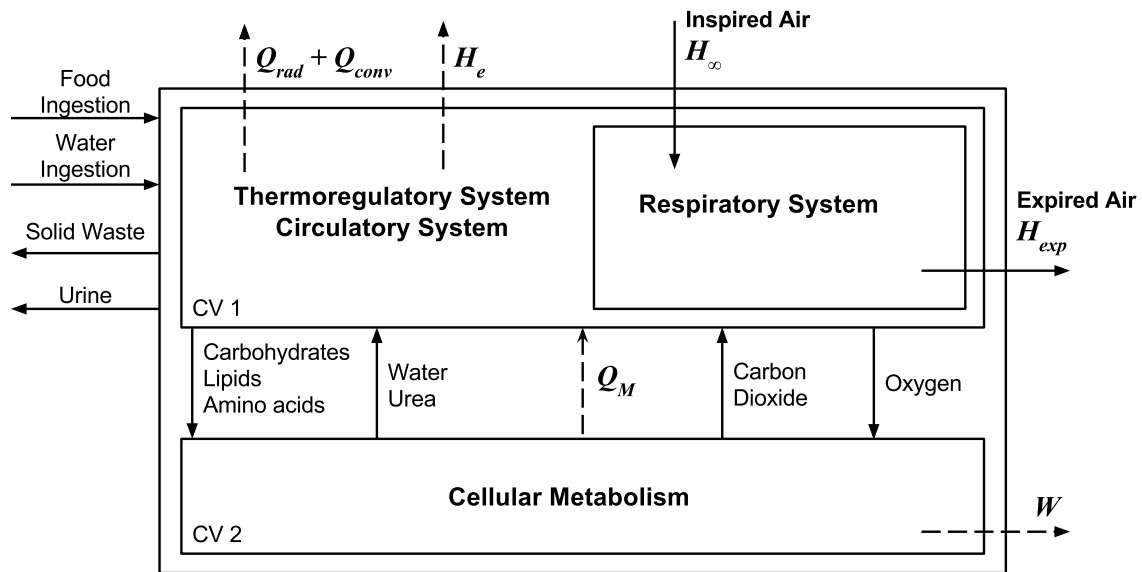 Inspired Air
H∞
Q_rad + Q_conv
H_e
Food
Ingestion
Water
Ingestion
Solid Waste
Urine
Thermoregulatory System
Circulatory System
Respiratory System
Expired Air
H_exp
CV 1
Carbohydrates
Lipids
Amino acids
Water
Urea
Q_M
Carbon
Dioxide
Oxygen
Cellular Metabolism
CV 2
W